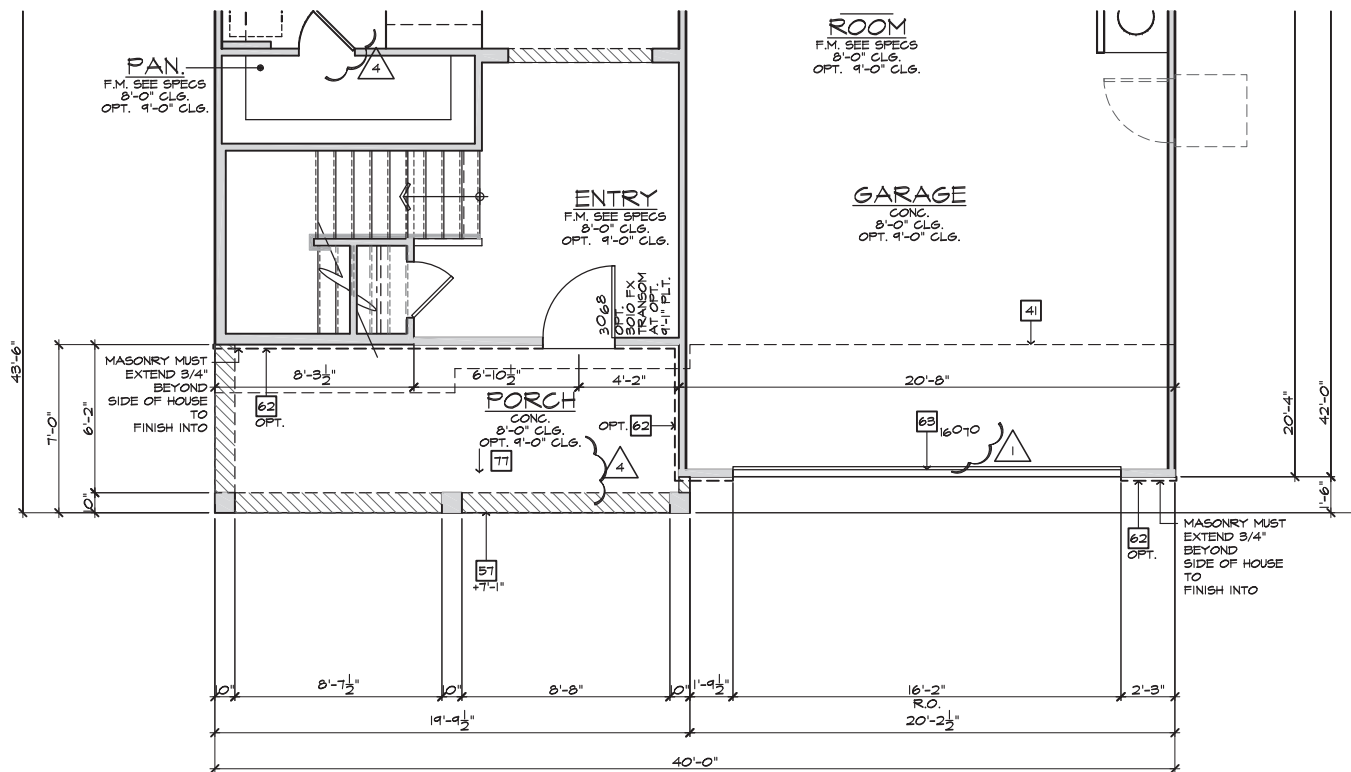 ROOM
F.M. SEE SPECS
8'-0" CLG.
OPT. 9'-0" CLG.
PAN.
F.M. SEE SPECS
8'-0" CLG.
OPT. 9'-0" CLG.
4
ENTRY
F.M. SEE SPECS
8'-0" CLG.
OPT. 9'-0" CLG.
GARAGE
CONC.
8'-0" CLG.
OPT. 9'-0" CLG.
3068
OPT.
3010 FX
TRANSOM
AT OPT.
9'-1" PLT.
41
43'-6"
7'-0"
6'-2"
10"
MASONRY MUST
EXTEND 3/4"
BEYOND
SIDE OF HOUSE
TO
FINISH INTO
8'-3 1/2"
6'-10 1/2"
4'-2"
20'-8"
62
OPT.
PORCH
CONC.
8'-0" CLG.
OPT. 9'-0" CLG.
OPT. 62
77
4
63
16070
1
20'-4"
42'-0"
1'-6"
62
OPT.
MASONRY MUST
EXTEND 3/4"
BEYOND
SIDE OF HOUSE
TO
FINISH INTO
57
+7'-1"
10"
8'-7 1/2"
10"
8'-8"
10"
1'-9 1/2"
16'-2"
R.O.
2'-3"
19'-9 1/2"
20'-2 1/2"
40'-0"